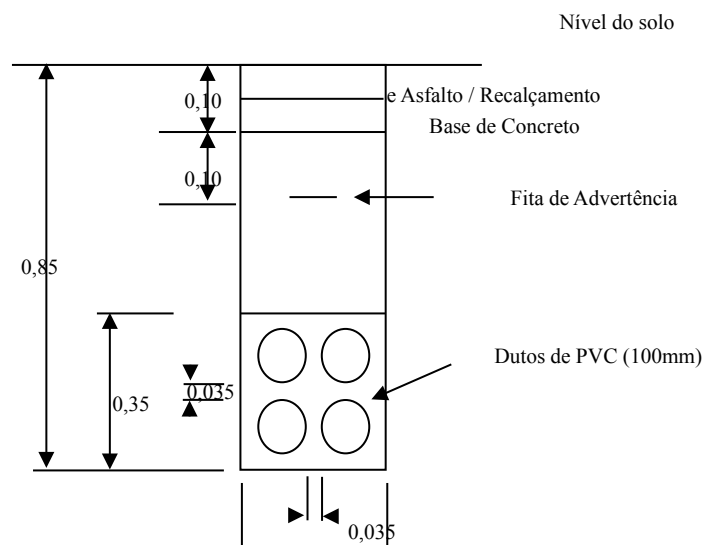 Nível do solo
0,10
e Asfalto / Recalçamento
Base de Concreto
0,10
Fita de Advertência
0,85
Dutos de PVC (100mm)
0,035
0,35
0,035